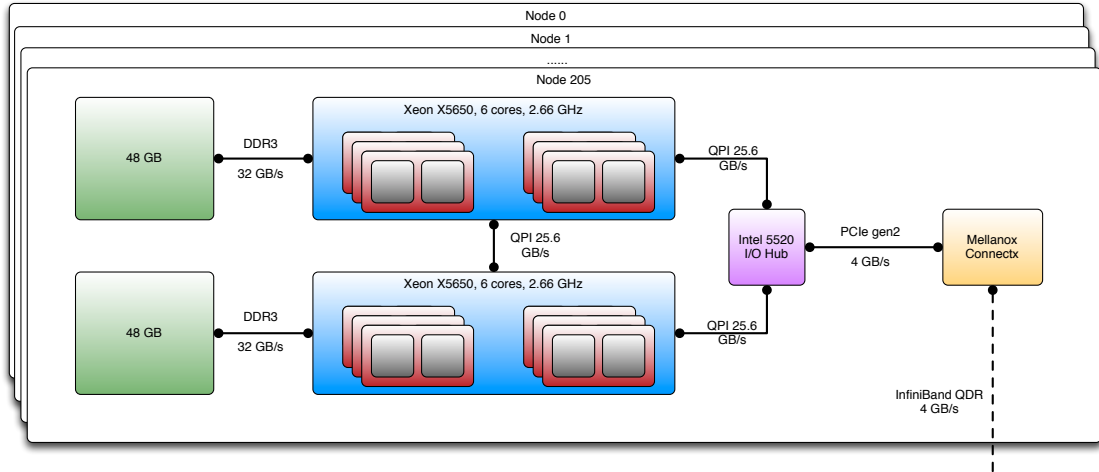 Node 0
Node 1
......
Node 205
48 GB
DDR3
32 GB/s
Xeon X5650, 6 cores, 2.66 GHz
QPI 25.6
GB/s
QPI 25.6
GB/s
Intel 5520
I/O Hub
PCIe gen2
4 GB/s
Mellanox
Connectx
48 GB
DDR3
32 GB/s
Xeon X5650, 6 cores, 2.66 GHz
QPI 25.6
GB/s
InfiniBand QDR
4 GB/s